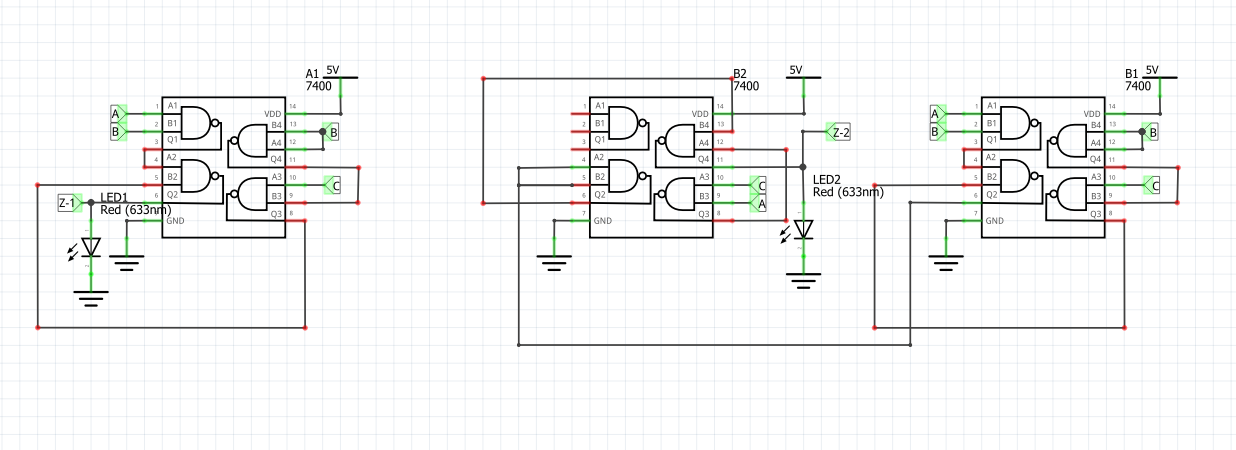 A1
7400
5V
A
B
1
2
3
4
5
6
7
A1
B1
Q1
A2
B2
Q2
GND
VDD
B4
A4
Q4
A3
B3
Q3
14
13
12
11
10
9
8
B
C
Z-1
LED1
Red (633nm)
B2
7400
5V
1
2
3
4
5
6
7
A1
B1
Q1
A2
B2
Q2
GND
VDD
B4
A4
Q4
A3
B3
Q3
14
13
12
11
10
9
8
C
A
Z-2
LED2
Red (633nm)
B1
7400
5V
A
B
1
2
3
4
5
6
7
A1
B1
Q1
A2
B2
Q2
GND
VDD
B4
A4
Q4
A3
B3
Q3
14
13
12
11
10
9
8
B
C